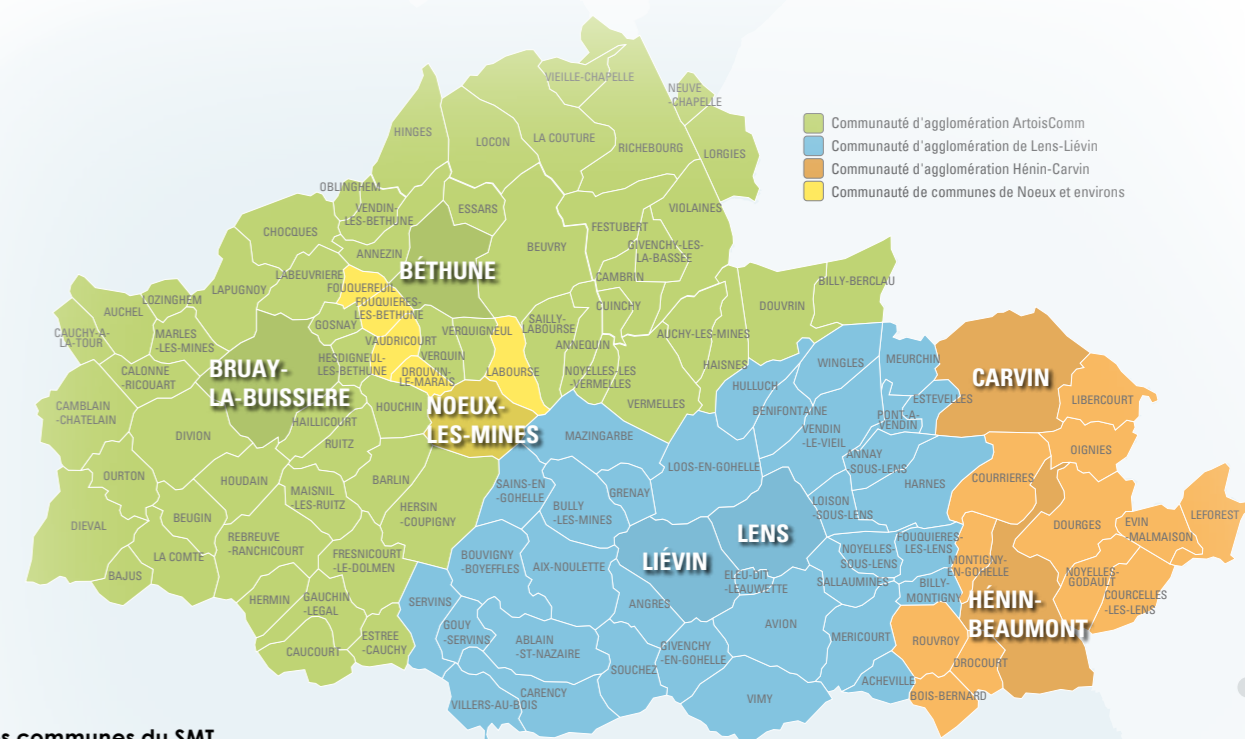 VIEILLE-CHAPELLE
NEUVE
-CHAPELLE
HINGES
LOCON
LA COUTURE
RICHEBOURG
LORGIES
Communauté d'agglomération ArtoisComm
Communauté d'agglomération de Lens-Liévin
Communauté d'agglomération Hénin-Carvin
Communauté de communes de Noeux et environs
OBLINGHEM
VENDIN-
LES-BETHUNE
ESSARS
VIOLAINES
CHOCQUES
FESTUBERT
BEUVRY
GIVENCHY-LES-
LA-BASSEE
ANNEZIN
BÉTHUNE
LABEUVRIERE
LAPUGNOY
FOUQUEREUIL
FOUQUIERES-
LES-BETHUNE
CAMBRIN
BILLY-BERCLAU
LOZINGHEM
AUCHEL
CUINCHY
DOUVRIN
GOSNAY
SAILLY-
LABOURSE
CAUCHY-A-
LA-TOUR
MARLES
-LES-MINES
VERQUIGNEUL
AUCHY-LES-MINES
VAUDRICOURT
ANNEQUIN
HESDIGNEUL-
LES-BETHUNE
VERQUIN
HAISNES
WINGLES
MEURCHIN
BRUAY-
LA-BUISSIERE
CALONNE
-RICOUART
DROUVIN-
LE-MARAIS
LABOURSE
NOYELLES-LES
-VERMELLES
CARVIN
HULLUCH
ESTEVELLES
LIBERCOURT
CAMBLAIN
-CHATELAIN
HOUCHIN
NOEUX-
LES-MINES
VERMELLES
BENIFONTAINE
PONT-A-
VENDIN
HAILLICOURT
DIVION
MAZINGARBE
VENDIN
-LE-VIEIL
RUITZ
OIGNIES
ANNAY
-SOUS-LENS
LOOS-EN-GOHELLE
OURTON
HOUDAIN
BARLIN
SAINS-EN
-GOHELLE
GRENAY
HARNES
COURRIERES
MAISNIL
-LES-RUITZ
BULLY
-LES-MINES
LOISON
-SOUS-LENS
HERSIN
-COUPIGNY
DIEVAL
BEUGIN
LEFOREST
DOURGES
EVIN
-MALMAISON
REBREUVE
-RANCHICOURT
LENS
FOUQUIERES-
LES-LENS
LA COMTE
FRESNICOURT
-LE-DOLMEN
BOUVIGNY
-BOYEFFLES
AIX-NOULETTE
LIÉVIN
NOYELLES-
SOUS-LENS
MONTIGNY-
EN-GOHELLE
BAJUS
ELEU-DIT
-LEAUWETTE
SALLAUMINES
BILLY-
MONTIGNY
NOYELLES-
GODAULT
COURCELLES
-LES-LENS
HERMIN
GAUCHIN
-LEGAL
SERVINS
ANGRES
HÉNIN-
BEAUMONT
GOUY
-SERVINS
ABLAIN
-ST-NAZAIRE
AVION
MERICOURT
ROUVROY
ESTREE
-CAUCHY
GIVENCHY
-EN-GOHELLE
CAUCOURT
SOUCHEZ
DROCOURT
ACHEVILLE
CARENCY
VILLERS-AU-BOIS
VIMY
BOIS-BERNARD
s communes du SMT